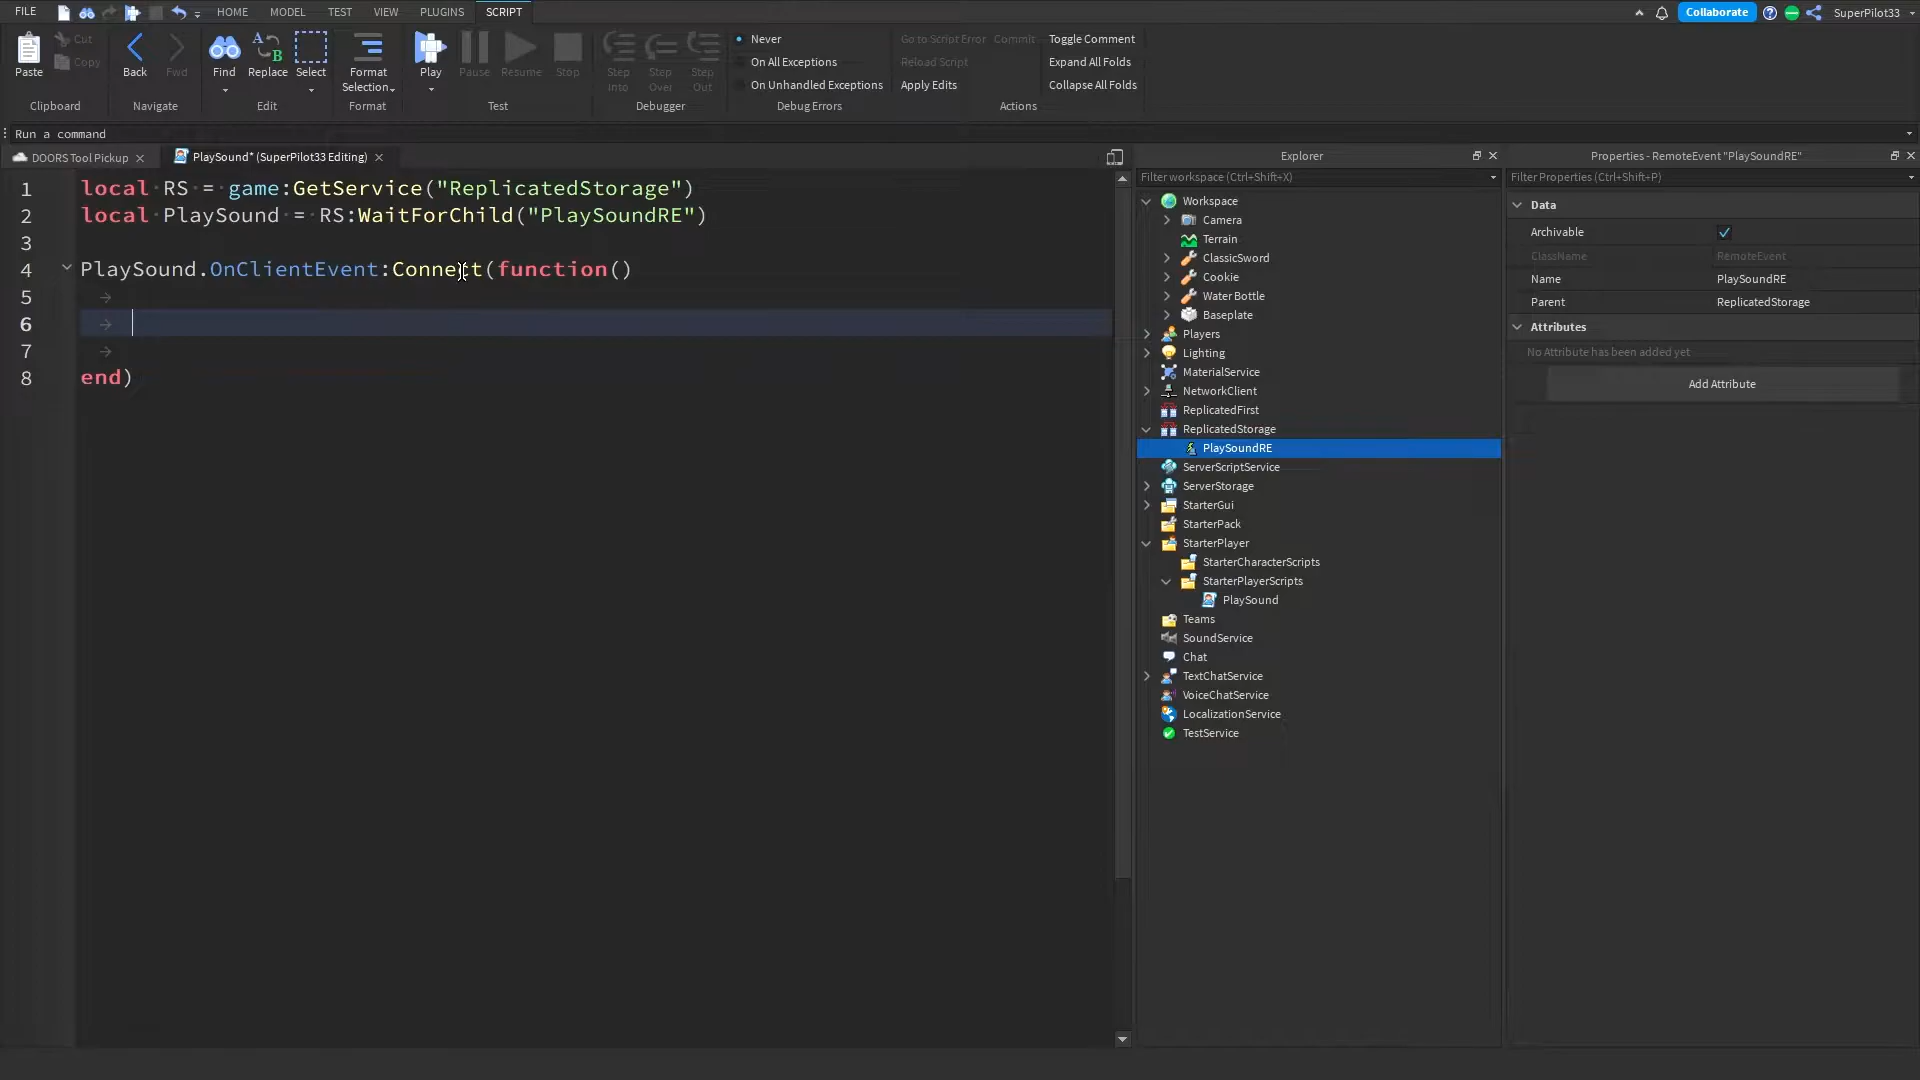 FILE HOME MODEL TEST VIEW PLUGINS SCRIPT Collaborate SuperPilot33
Paste Cut Copy Back Fwd Find Replace Select Format Selection Play Pause Resume Stop Step Into Step Over Step Out
Never
On All Exceptions
On Unhandled Exceptions
Go to Script Error Commit
Reload Script
Apply Edits
Toggle Comment
Expand All Folds
Collapse All Folds
Clipboard Navigate Edit Format Test Debugger Debug Errors Actions
Run a command
DOORS Tool Pickup PlaySound* (SuperPilot33 Editing)
1 local RS = game:GetService("ReplicatedStorage")
2 local PlaySound = RS:WaitForChild("PlaySoundRE")
3
4 PlaySound.OnClientEvent:Connect(function()
5
6
7
8 end)
Explorer
Filter workspace (Ctrl+Shift+X)
Workspace
Camera
Terrain
ClassicSword
Cookie
Water Bottle
Baseplate
Players
Lighting
MaterialService
NetworkClient
ReplicatedFirst
ReplicatedStorage
PlaySoundRE
ServerScriptService
ServerStorage
StarterGui
StarterPack
StarterPlayer
StarterCharacterScripts
StarterPlayerScripts
PlaySound
Teams
SoundService
Chat
TextChatService
VoiceChatService
LocalizationService
TestService
Properties - RemoteEvent "PlaySoundRE"
Filter Properties (Ctrl+Shift+P)
Data
Archivable
ClassName RemoteEvent
Name PlaySoundRE
Parent ReplicatedStorage
Attributes
No Attribute has been added yet
Add Attribute